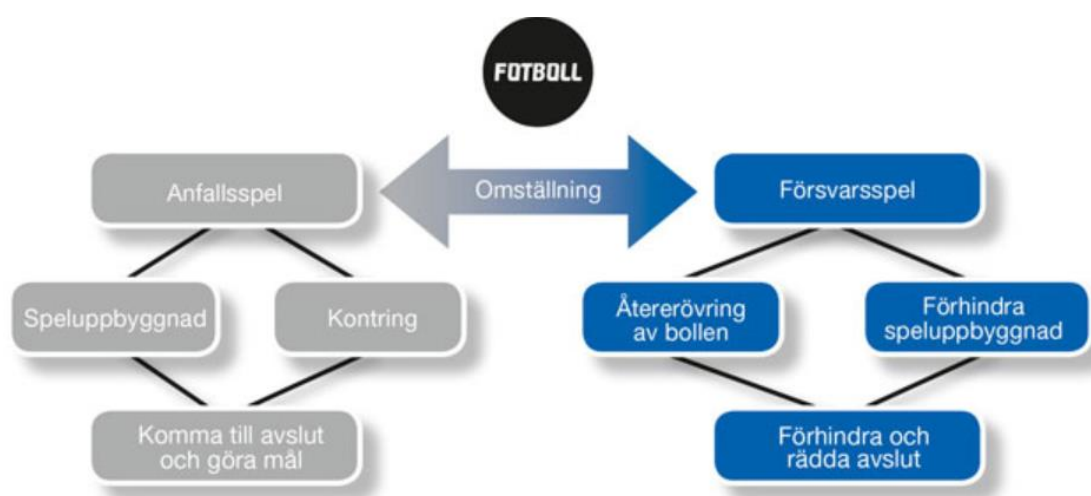 FOTBOLL
Anfallsspel
Omställning
Försvarsspel
Speluppbyggnad
Kontring
Återerövring
av bollen
Förhindra
speluppbyggnad
Komma till avslut
och göra mål
Förhindra och
rädda avslut